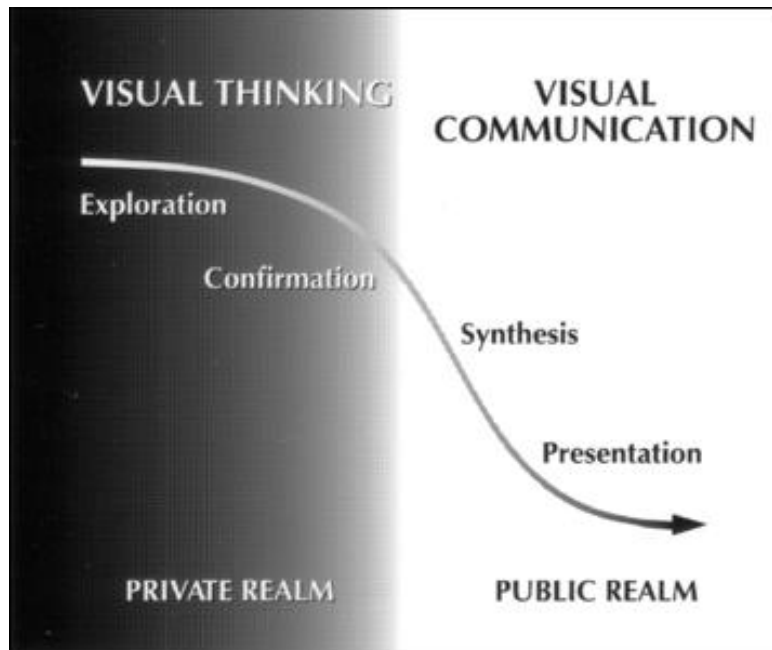 VISUAL THINKING
VISUAL
COMMUNICATION
Exploration
Confirmation
Synthesis
Presentation
PRIVATE REALM
PUBLIC REALM